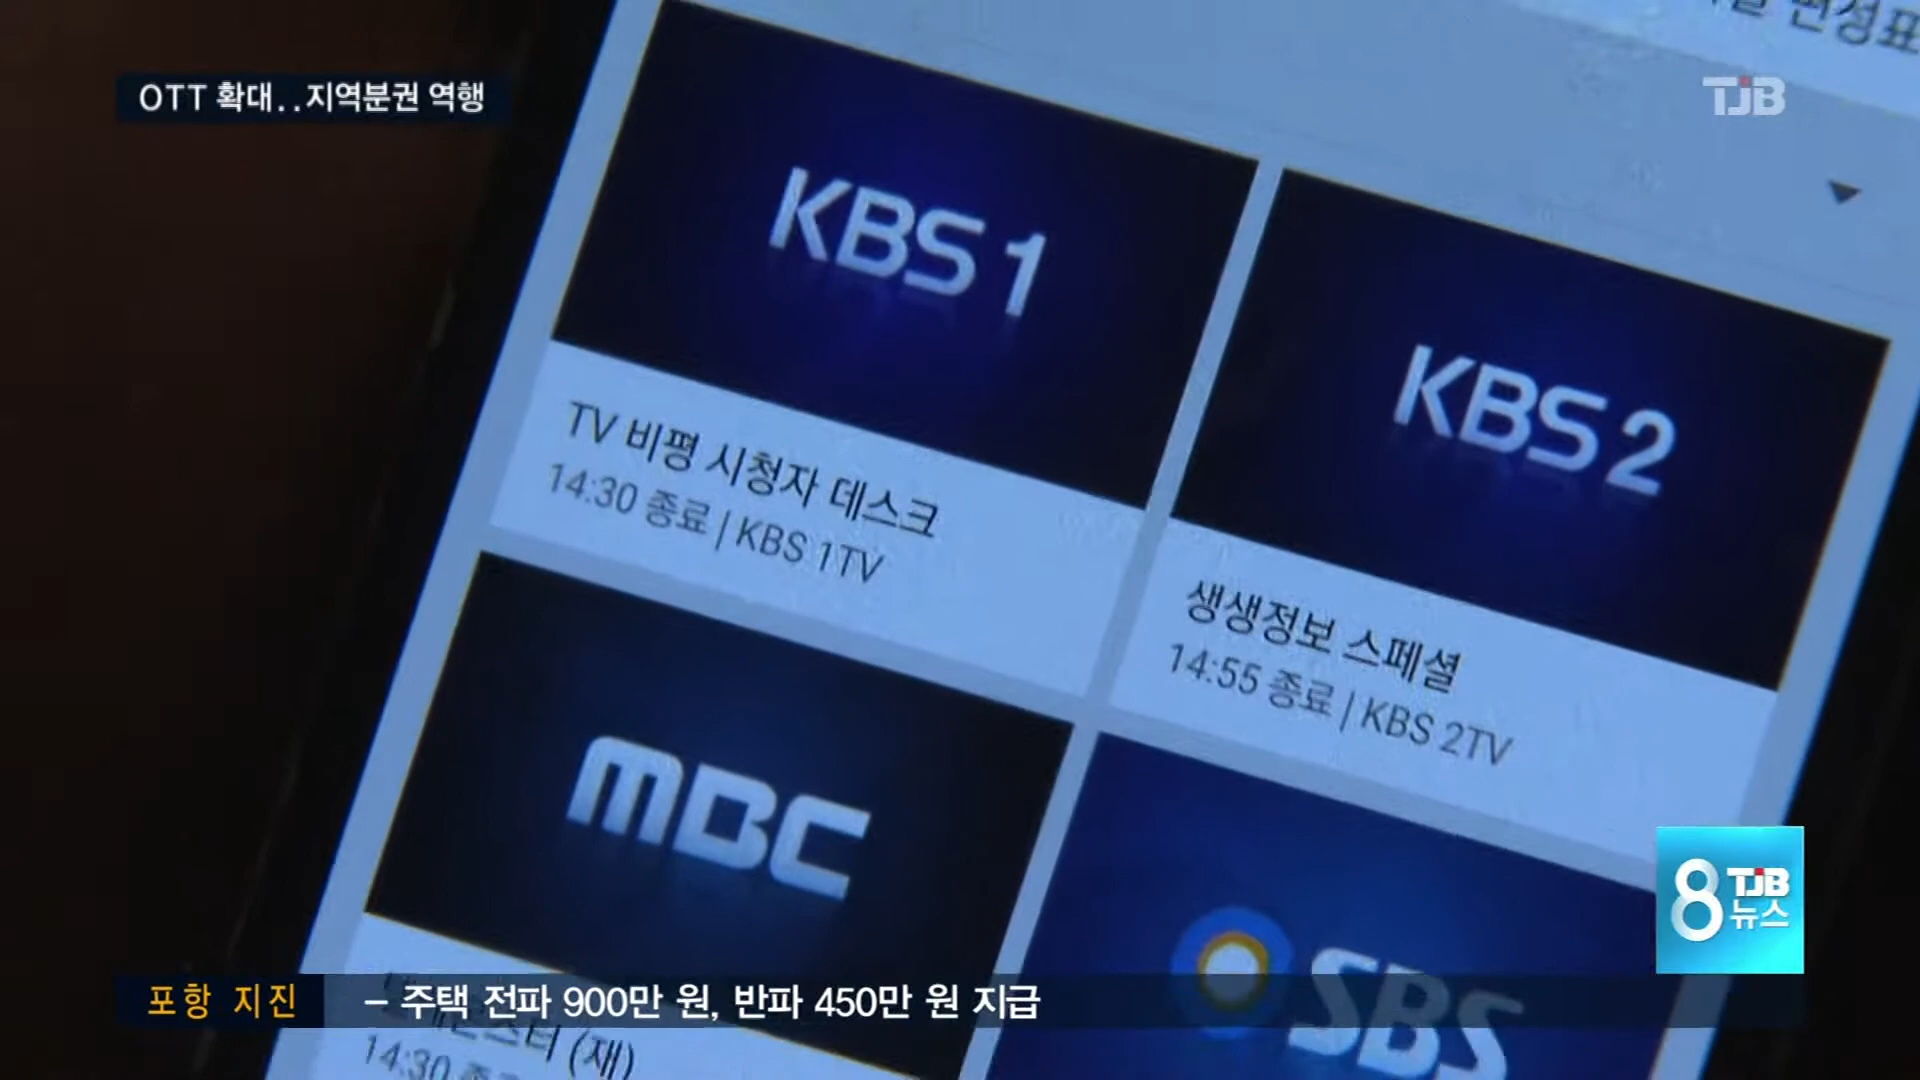 편성표
OTT 확대..지역분권 역행
TJB
KBS 1
KBS 2
TV 비평 시청자 데스크
14:30 종료 | KBS 1TV
생생정보 스페셜
14:55 종료 | KBS 2TV
MBC
SBS
8 TJB
뉴스
포항 지진
- 주택 전파 900만 원, 반파 450만 원 지급
(재)
14:30